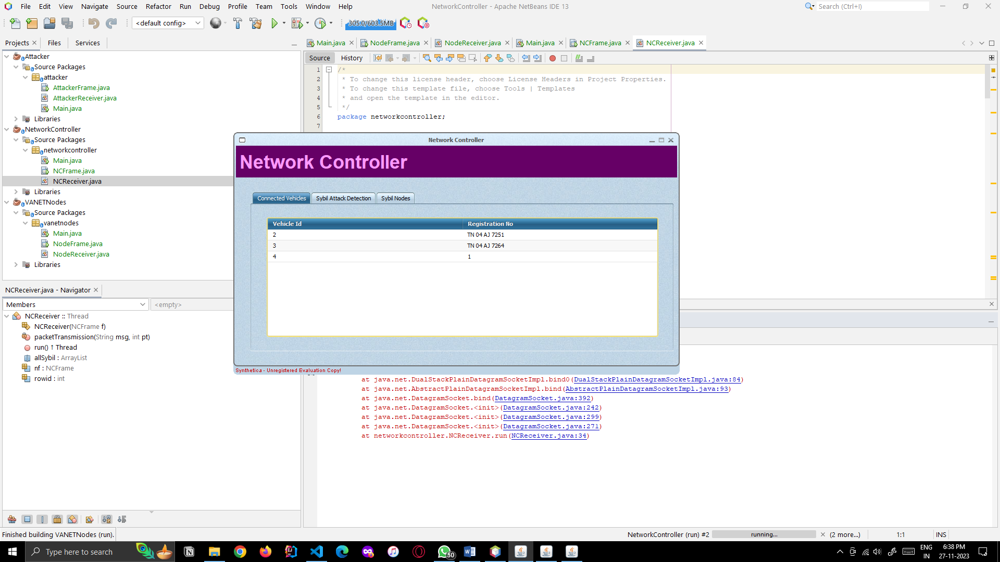 File Edit View Navigate Source Refactor Run Debug Profile Team Tools Window Help
NetworkController - Apache NetBeans IDE 13
Search (Ctrl+I)
<default config>
305.0/603.5MB
Projects Files Services
Main.java NodeFrame.java NodeReceiver.java Main.java NCFrame.java NCReceiver.java
Source History
Attacker
Source Packages
attacker
AttackerFrame.java
AttackerReceiver.java
Main.java
Libraries
NetworkController
Source Packages
networkcontroller
Main.java
NCFrame.java
NCReceiver.java
Libraries
VANETNodes
Source Packages
vanetnodes
Main.java
NodeFrame.java
NodeReceiver.java
Libraries
1 /*
2 * To change this license header, choose License Headers in Project Properties.
3 * To change this template file, choose Tools | Templates
4 * and open the template in the editor.
5 */
6 package networkcontroller;
7
Network Controller
Network Controller
Connected Vehicles Sybil Attack Detection Sybil Nodes
Vehicle Id Registration No
2 TN 04 AJ 7251
3 TN 04 AJ 7264
4 1
Synthetica - Unregistered Evaluation Copy!
NCReceiver.java - Navigator
Members <empty>
NCReceiver :: Thread
NCReceiver(NCFrame f)
packetTransmission(String msg, int pt)
run() ↑ Thread
allSybil : ArrayList
nf : NCFrame
rowid : int
at java.net.DualStackPlainDatagramSocketImpl.bind0(DualStackPlainDatagramSocketImpl.java:84)
at java.net.AbstractPlainDatagramSocketImpl.bind(AbstractPlainDatagramSocketImpl.java:93)
at java.net.DatagramSocket.bind(DatagramSocket.java:392)
at java.net.DatagramSocket.<init>(DatagramSocket.java:242)
at java.net.DatagramSocket.<init>(DatagramSocket.java:299)
at java.net.DatagramSocket.<init>(DatagramSocket.java:271)
at networkcontroller.NCReceiver.run(NCReceiver.java:34)
Finished building VANETNodes (run).
NetworkController (run) #2 running... (2 more...) 1:1 INS
Type here to search
50
ENG
IN
6:38 PM
27-11-2023